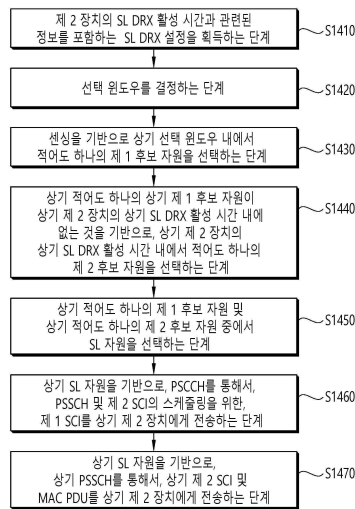 제 2 장치의 SL DRX 활성 시간과 관련된
정보를 포함하는 SL DRX 설정을 획득하는 단계
S1410
선택 윈도우를 결정하는 단계
S1420
센싱을 기반으로 상기 선택 윈도우 내에서
적어도 하나의 제 1 후보 자원을 선택하는 단계
S1430
상기 적어도 하나의 상기 제 1 후보 자원이
상기 제 2 장치의 상기 SL DRX 활성 시간 내에
없는 것을 기반으로, 상기 제 2 장치의
상기 SL DRX 활성 시간 내에서 적어도 하나의
제 2 후보 자원을 선택하는 단계
S1440
상기 적어도 하나의 제 1 후보 자원 및
상기 적어도 하나의 제 2 후보 자원 중에서
SL 자원을 선택하는 단계
S1450
상기 SL 자원을 기반으로, PSCCH를 통해서,
PSSCH 및 제 2 SCI의 스케줄링을 위한,
제 1 SCI를 상기 제 2 장치에게 전송하는 단계
S1460
상기 SL 자원을 기반으로,
상기 PSSCH를 통해서, 상기 제 2 SCI 및
MAC PDU를 상기 제 2 장치에게 전송하는 단계
S1470